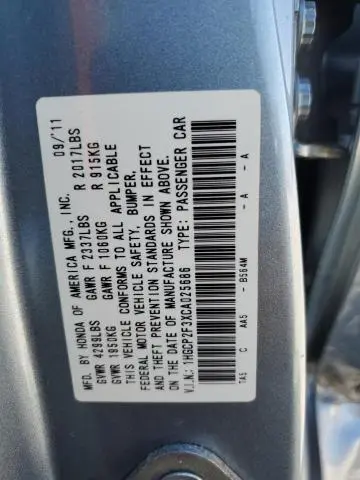 MFD. BY HONDA OF AMERICA MFG., INC. 09/11
GVWR 4299LBS GAWR F 2337LBS R 2017LBS
GVWR 1950KG GAWR F 1060KG R 915KG
THIS VEHICLE CONFORMS TO ALL APPLICABLE
FEDERAL MOTOR VEHICLE SAFETY, BUMPER,
AND THEFT PREVENTION STANDARDS IN EFFECT
ON THE DATE OF MANUFACTURE SHOWN ABOVE.
V.I.N.: 1HGCP2F3XCA025666 TYPE: PASSENGER CAR
TA5 C AA5 - B564M - A - A